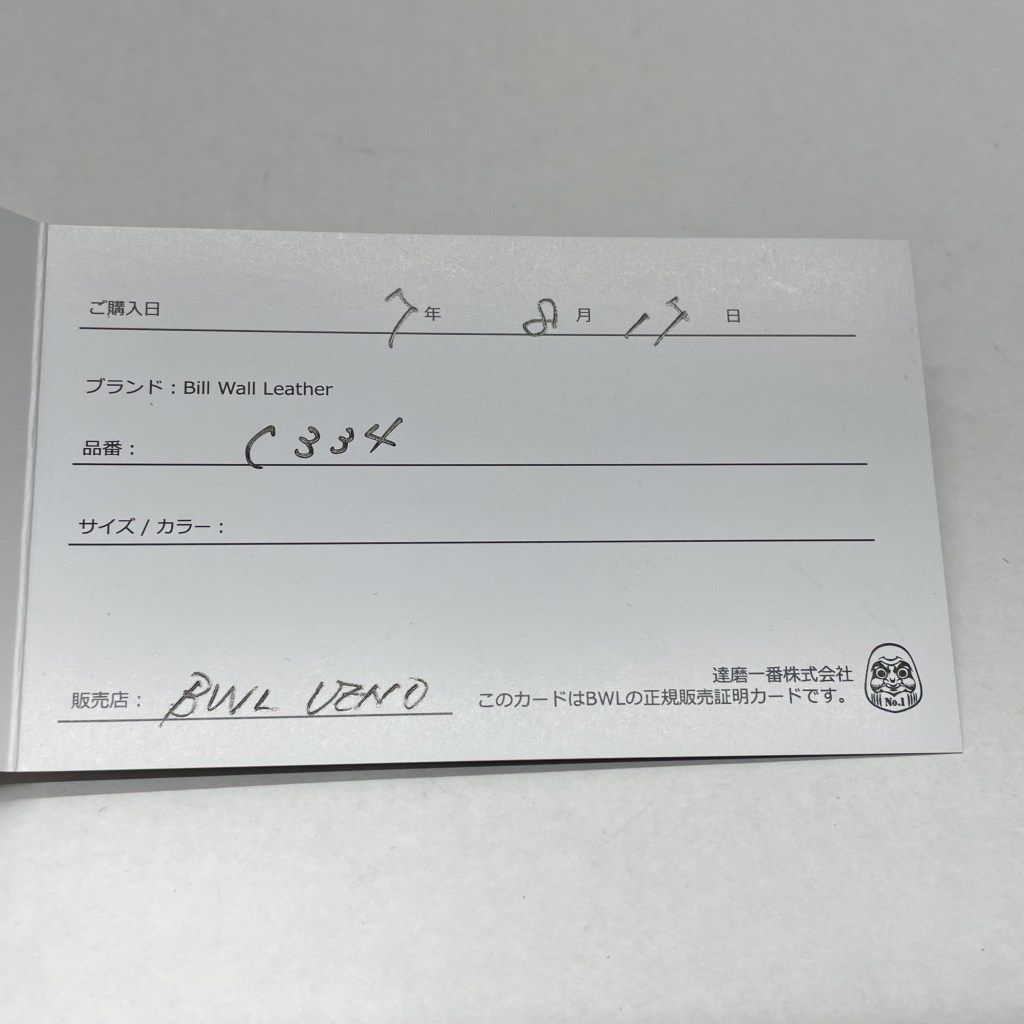 ご購入日 7年 8月 17日
ブランド：Bill Wall Leather
品番： C334
サイズ / カラー：
販売店： BWL UENO
達磨一番株式会社
このカードはBWLの正規販売証明カードです。
No.1